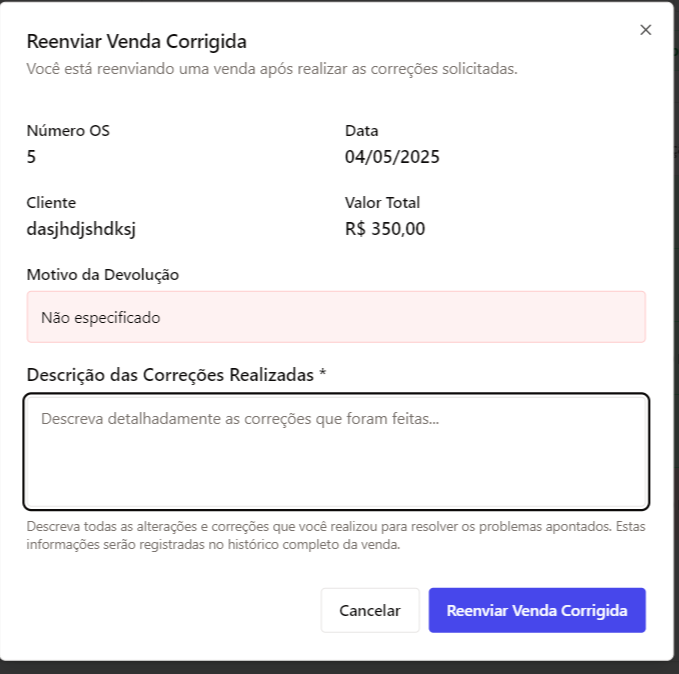 Reenviar Venda Corrigida
Você está reenviando uma venda após realizar as correções solicitadas.
Número OS
Data
5
04/05/2025
Cliente
Valor Total
dasjhdjshdksj
R$ 350,00
Motivo da Devolução
Não especificado
Descrição das Correções Realizadas *
Descreva detalhadamente as correções que foram feitas...
Descreva todas as alterações e correções que você realizou para resolver os problemas apontados. Estas
informações serão registradas no histórico completo da venda.
Cancelar
Reenviar Venda Corrigida